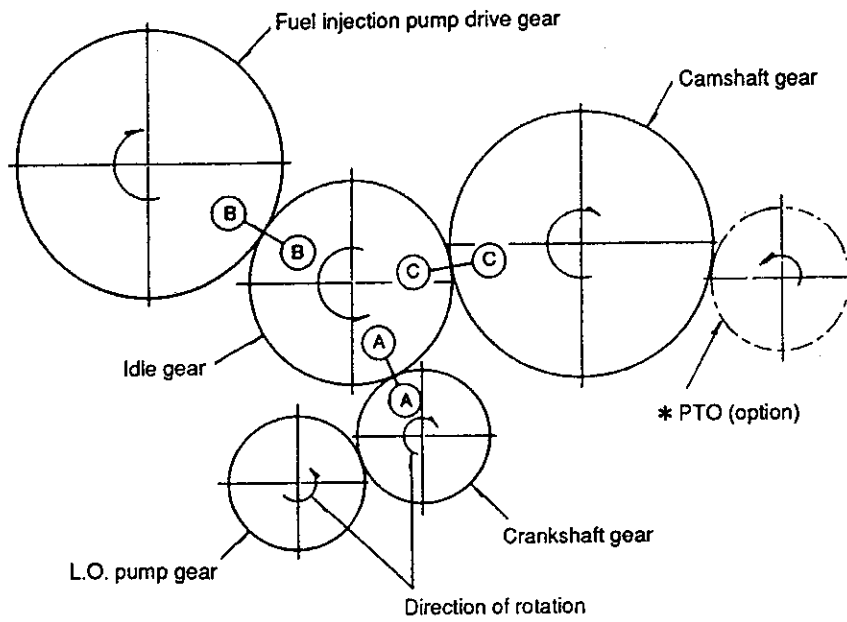 Fuel injection pump drive gear
Camshaft gear
B
B
C
C
A
A
Idle gear
* PTO (option)
Crankshaft gear
L.O. pump gear
Direction of rotation